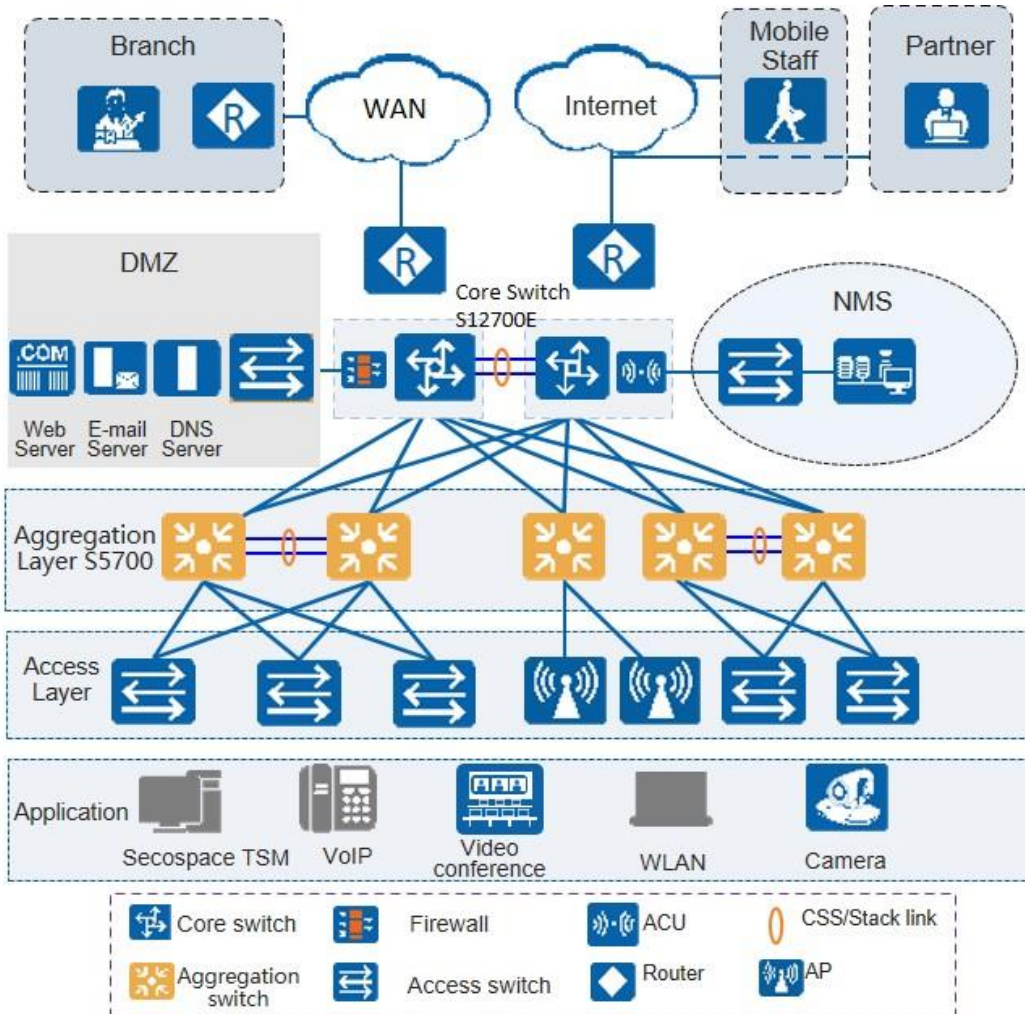 Branch
WAN
Internet
Mobile
Staff
Partner
R
R
R
DMZ
Core Switch
S12700E
NMS
.COM
Web
Server
E-mail
Server
DNS
Server
Aggregation
Layer S5700
Access
Layer
Application
Secospace TSM
VoIP
Video
conference
WLAN
Camera
Core switch
Firewall
ACU
CSS/Stack link
Aggregation
switch
Access switch
Router
AP